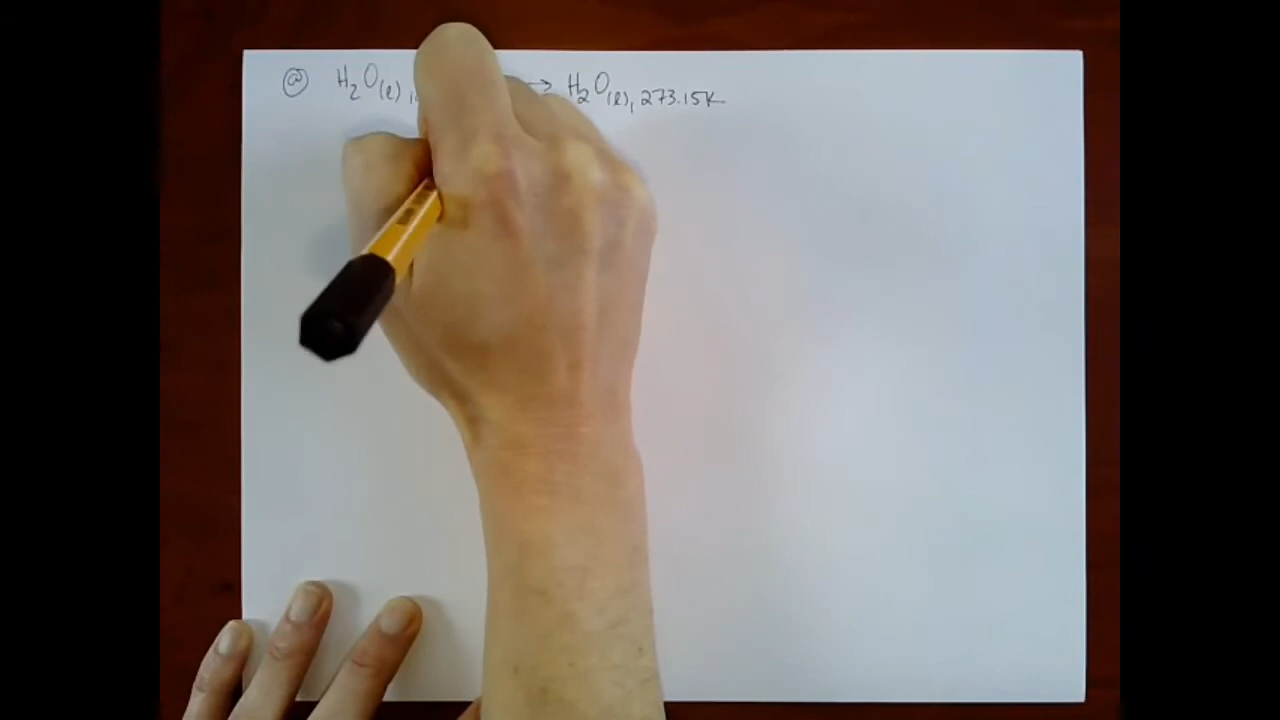 ⓐ H₂O(l), → H₂O(l), 273.15K